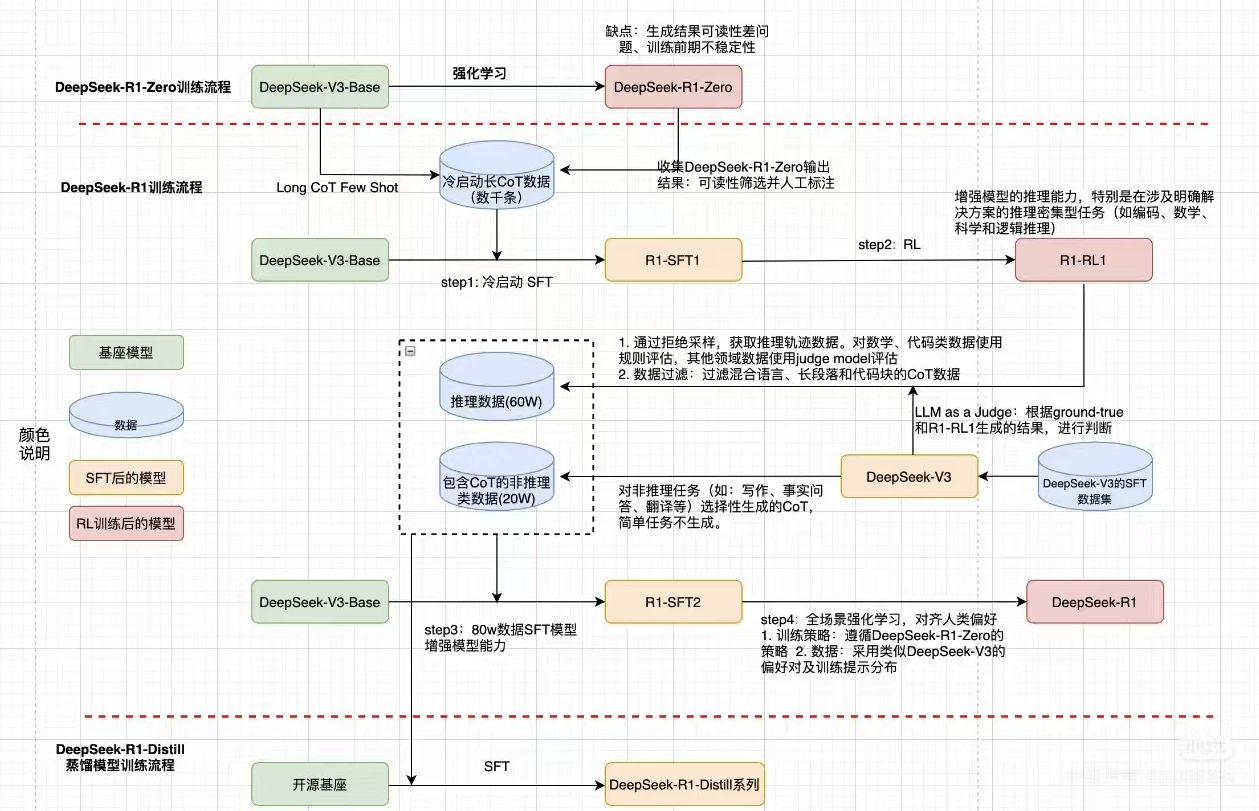 缺点：生成结果可读性差问
题、训练前期不稳定性
DeepSeek-R1-Zero训练流程
DeepSeek-V3-Base
强化学习
DeepSeek-R1-Zero
DeepSeek-R1训练流程
Long CoT Few Shot
冷启动长CoT数据
(数千条)
收集DeepSeek-R1-Zero输出
结果：可读性筛选并人工标注
增强模型的推理能力，特别是在涉及明确解
决方案的推理密集型任务（如编码、数学、
科学和逻辑推理）
DeepSeek-V3-Base
step1: 冷启动 SFT
R1-SFT1
step2:  RL
R1-RL1
颜色
说明
基座模型
数据
SFT后的模型
RL训练后的模型
推理数据(60W)
1. 通过拒绝采样，获取推理轨迹数据。对数学、代码类数据使用
规则评估，其他领域数据使用judge model评估
2. 数据过滤：过滤混合语言、长段落和代码块的CoT数据
LLM as a Judge：根据ground-true
和R1-RL1生成的结果，进行判断
包含CoT的非推理
类数据(20W)
DeepSeek-V3
DeepSeek-V3的SFT
数据集
对非推理任务（如：写作、事实问
答、翻译等）选择性生成的CoT，
简单任务不生成。
DeepSeek-V3-Base
step3：80w数据SFT模型
增强模型能力
R1-SFT2
step4：全场景强化学习，对齐人类偏好
1. 训练策略：遵循DeepSeek-R1-Zero的
策略  2. 数据：采用类似DeepSeek-V3的
偏好对及训练提示分布
DeepSeek-R1
DeepSeek-R1-Distill
蒸馏模型训练流程
开源基座
SFT
DeepSeek-R1-Distill系列
小红书